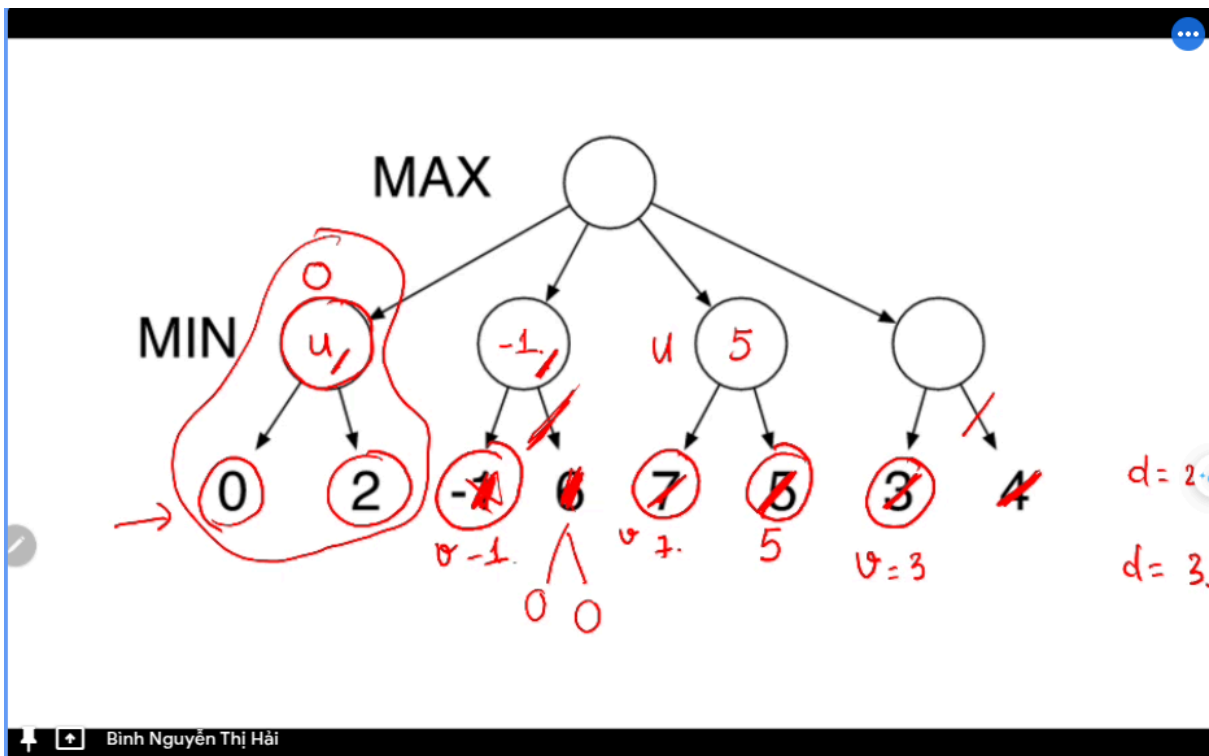 MAX
0
MIN
u
-1.
u
5
0
2
-1
6
7
5
3
4
d = 2
v -1.
v 7.
5
v = 3
d = 3.
0 0
Bình Nguyễn Thị Hải